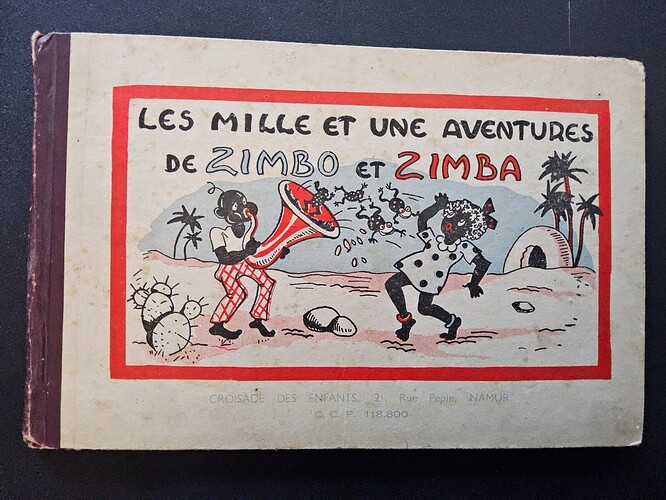 LES MILLE ET UNE AVENTURES
DE ZIMBO ET ZIMBA
CROISADE DES ENFANTS, 21, Rue Pepin, NAMUR
C. C. P. 118.800